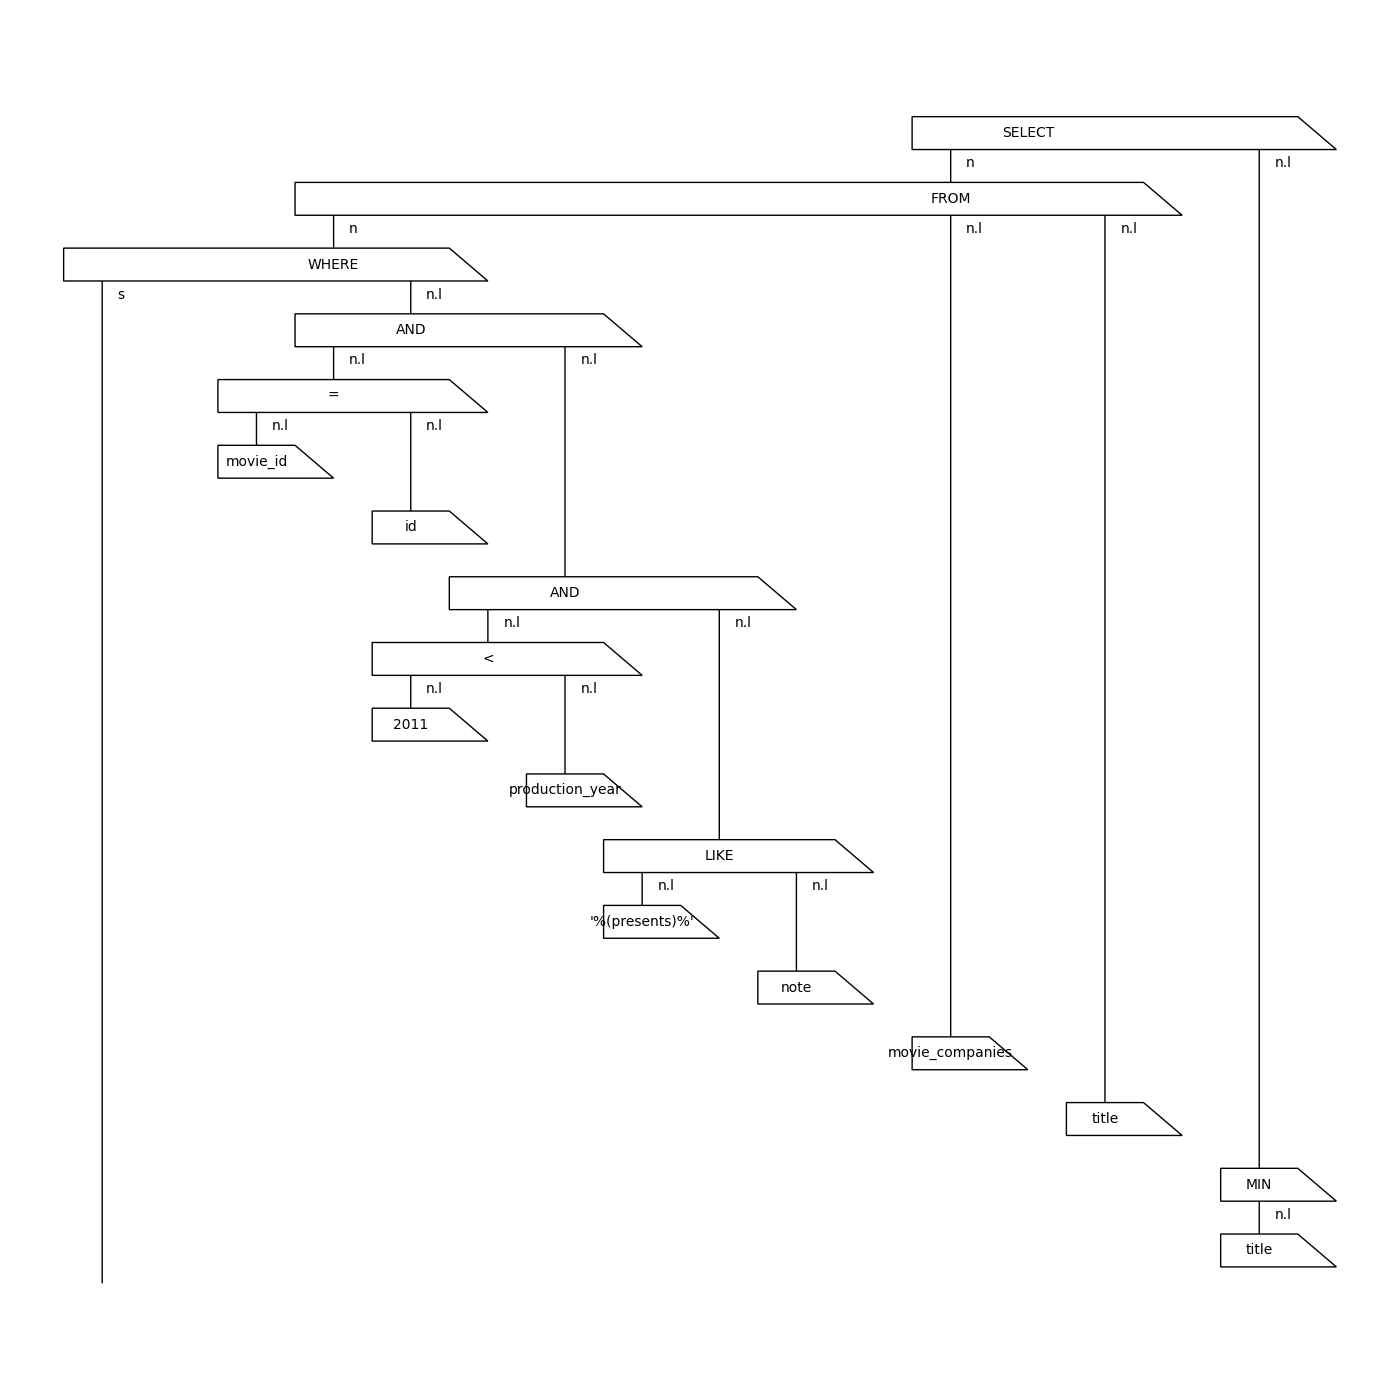 SELECT
n n.l
FROM
n n.l n.l
WHERE
s n.l
AND
n.l n.l
=
n.l n.l
movie_id
id
AND
n.l n.l
<
n.l n.l
2011
production_year
LIKE
n.l n.l
'%(presents)%'
note
movie_companies
title
MIN
n.l
title